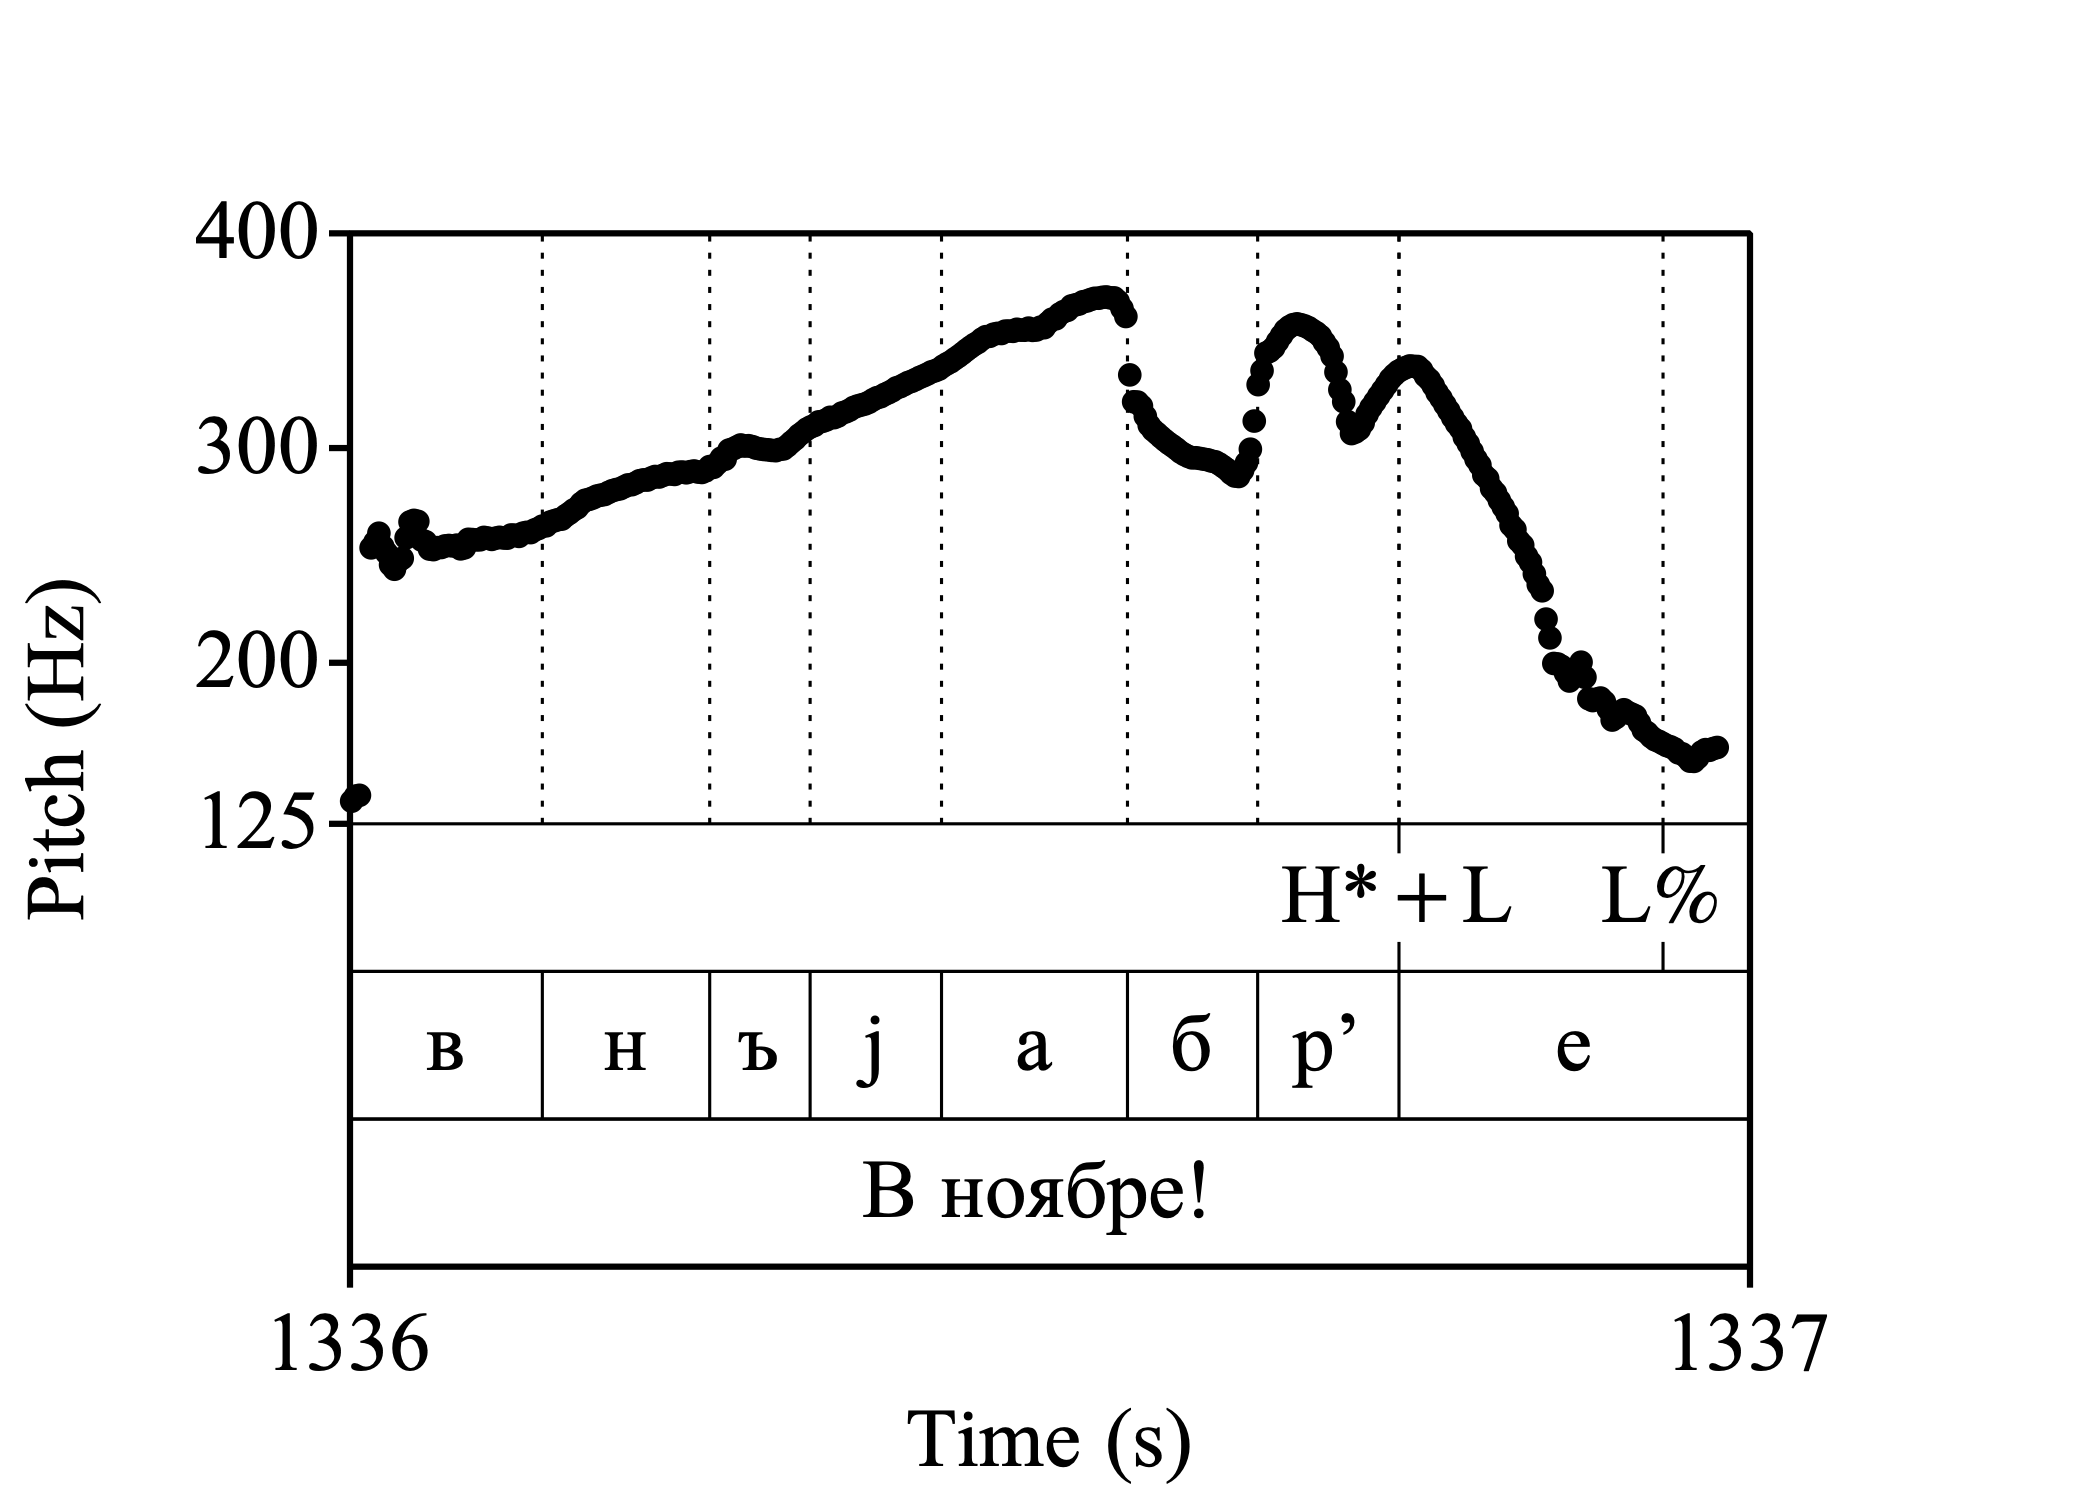 400
300
200
125
Pitch (Hz)
H* + L L%
в н ъ j а б р’ е
В ноябре!
1336 1337
Time (s)